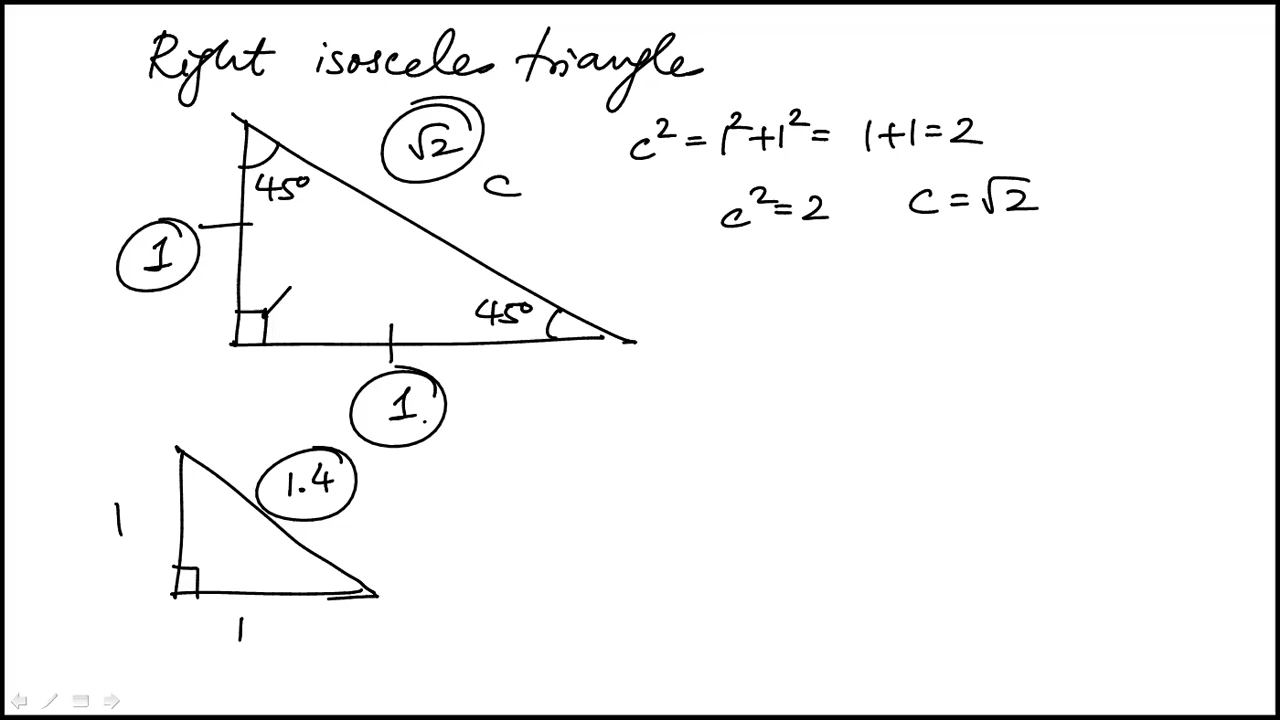 Right isosceles triangle
√2
c² = 1² + 1² = 1 + 1 = 2
45°
c
c² = 2 c = √2
1
45°
1.
1.4
1
1